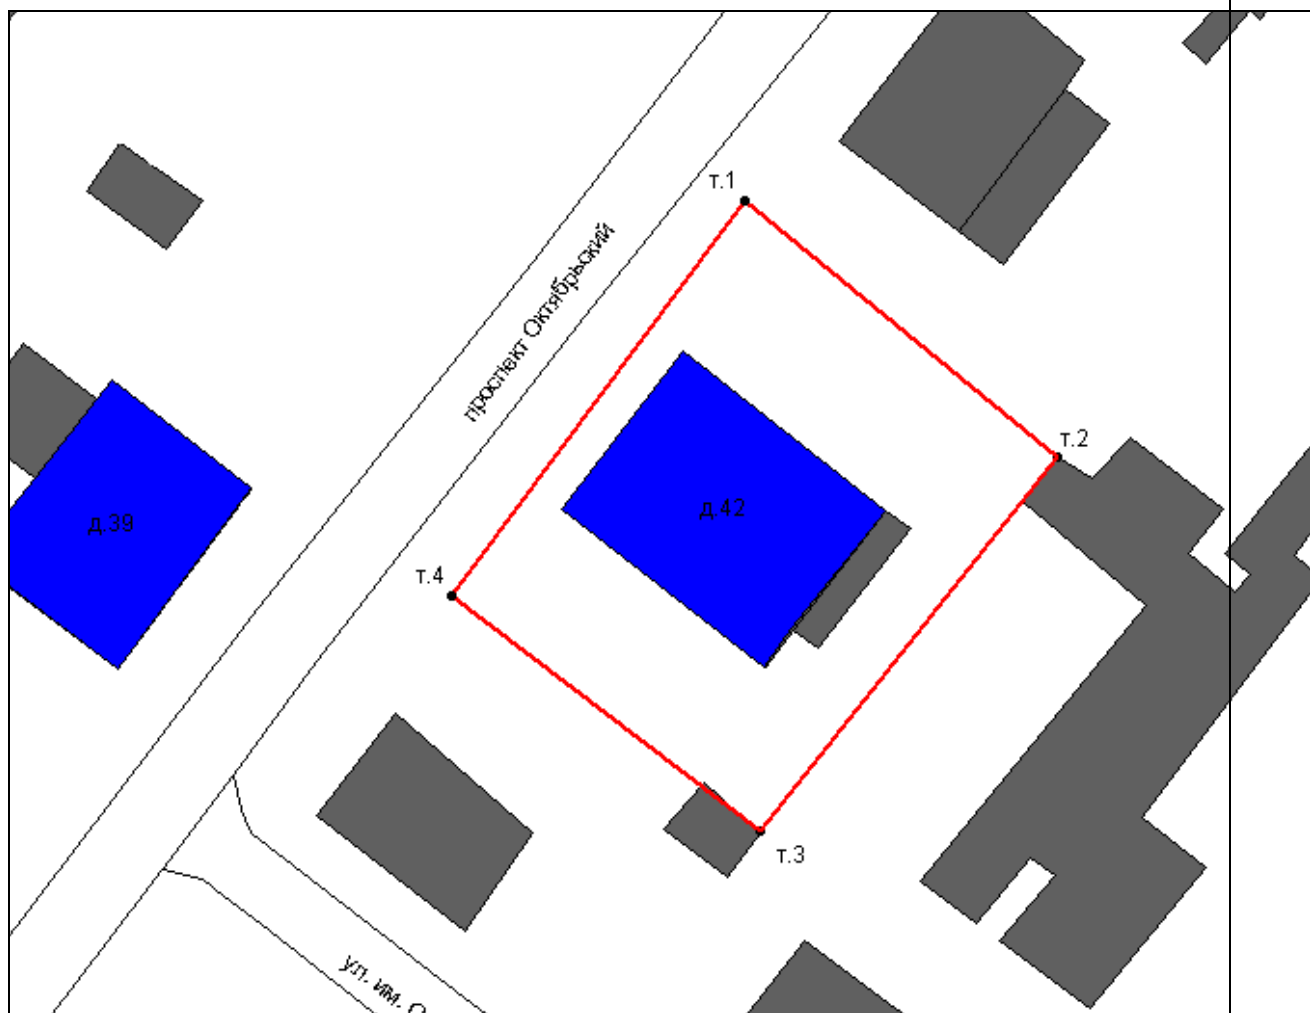 т.1
проспект Октябрьский
т.2
д.42
д.39
т.4
т.3
ул. им. О